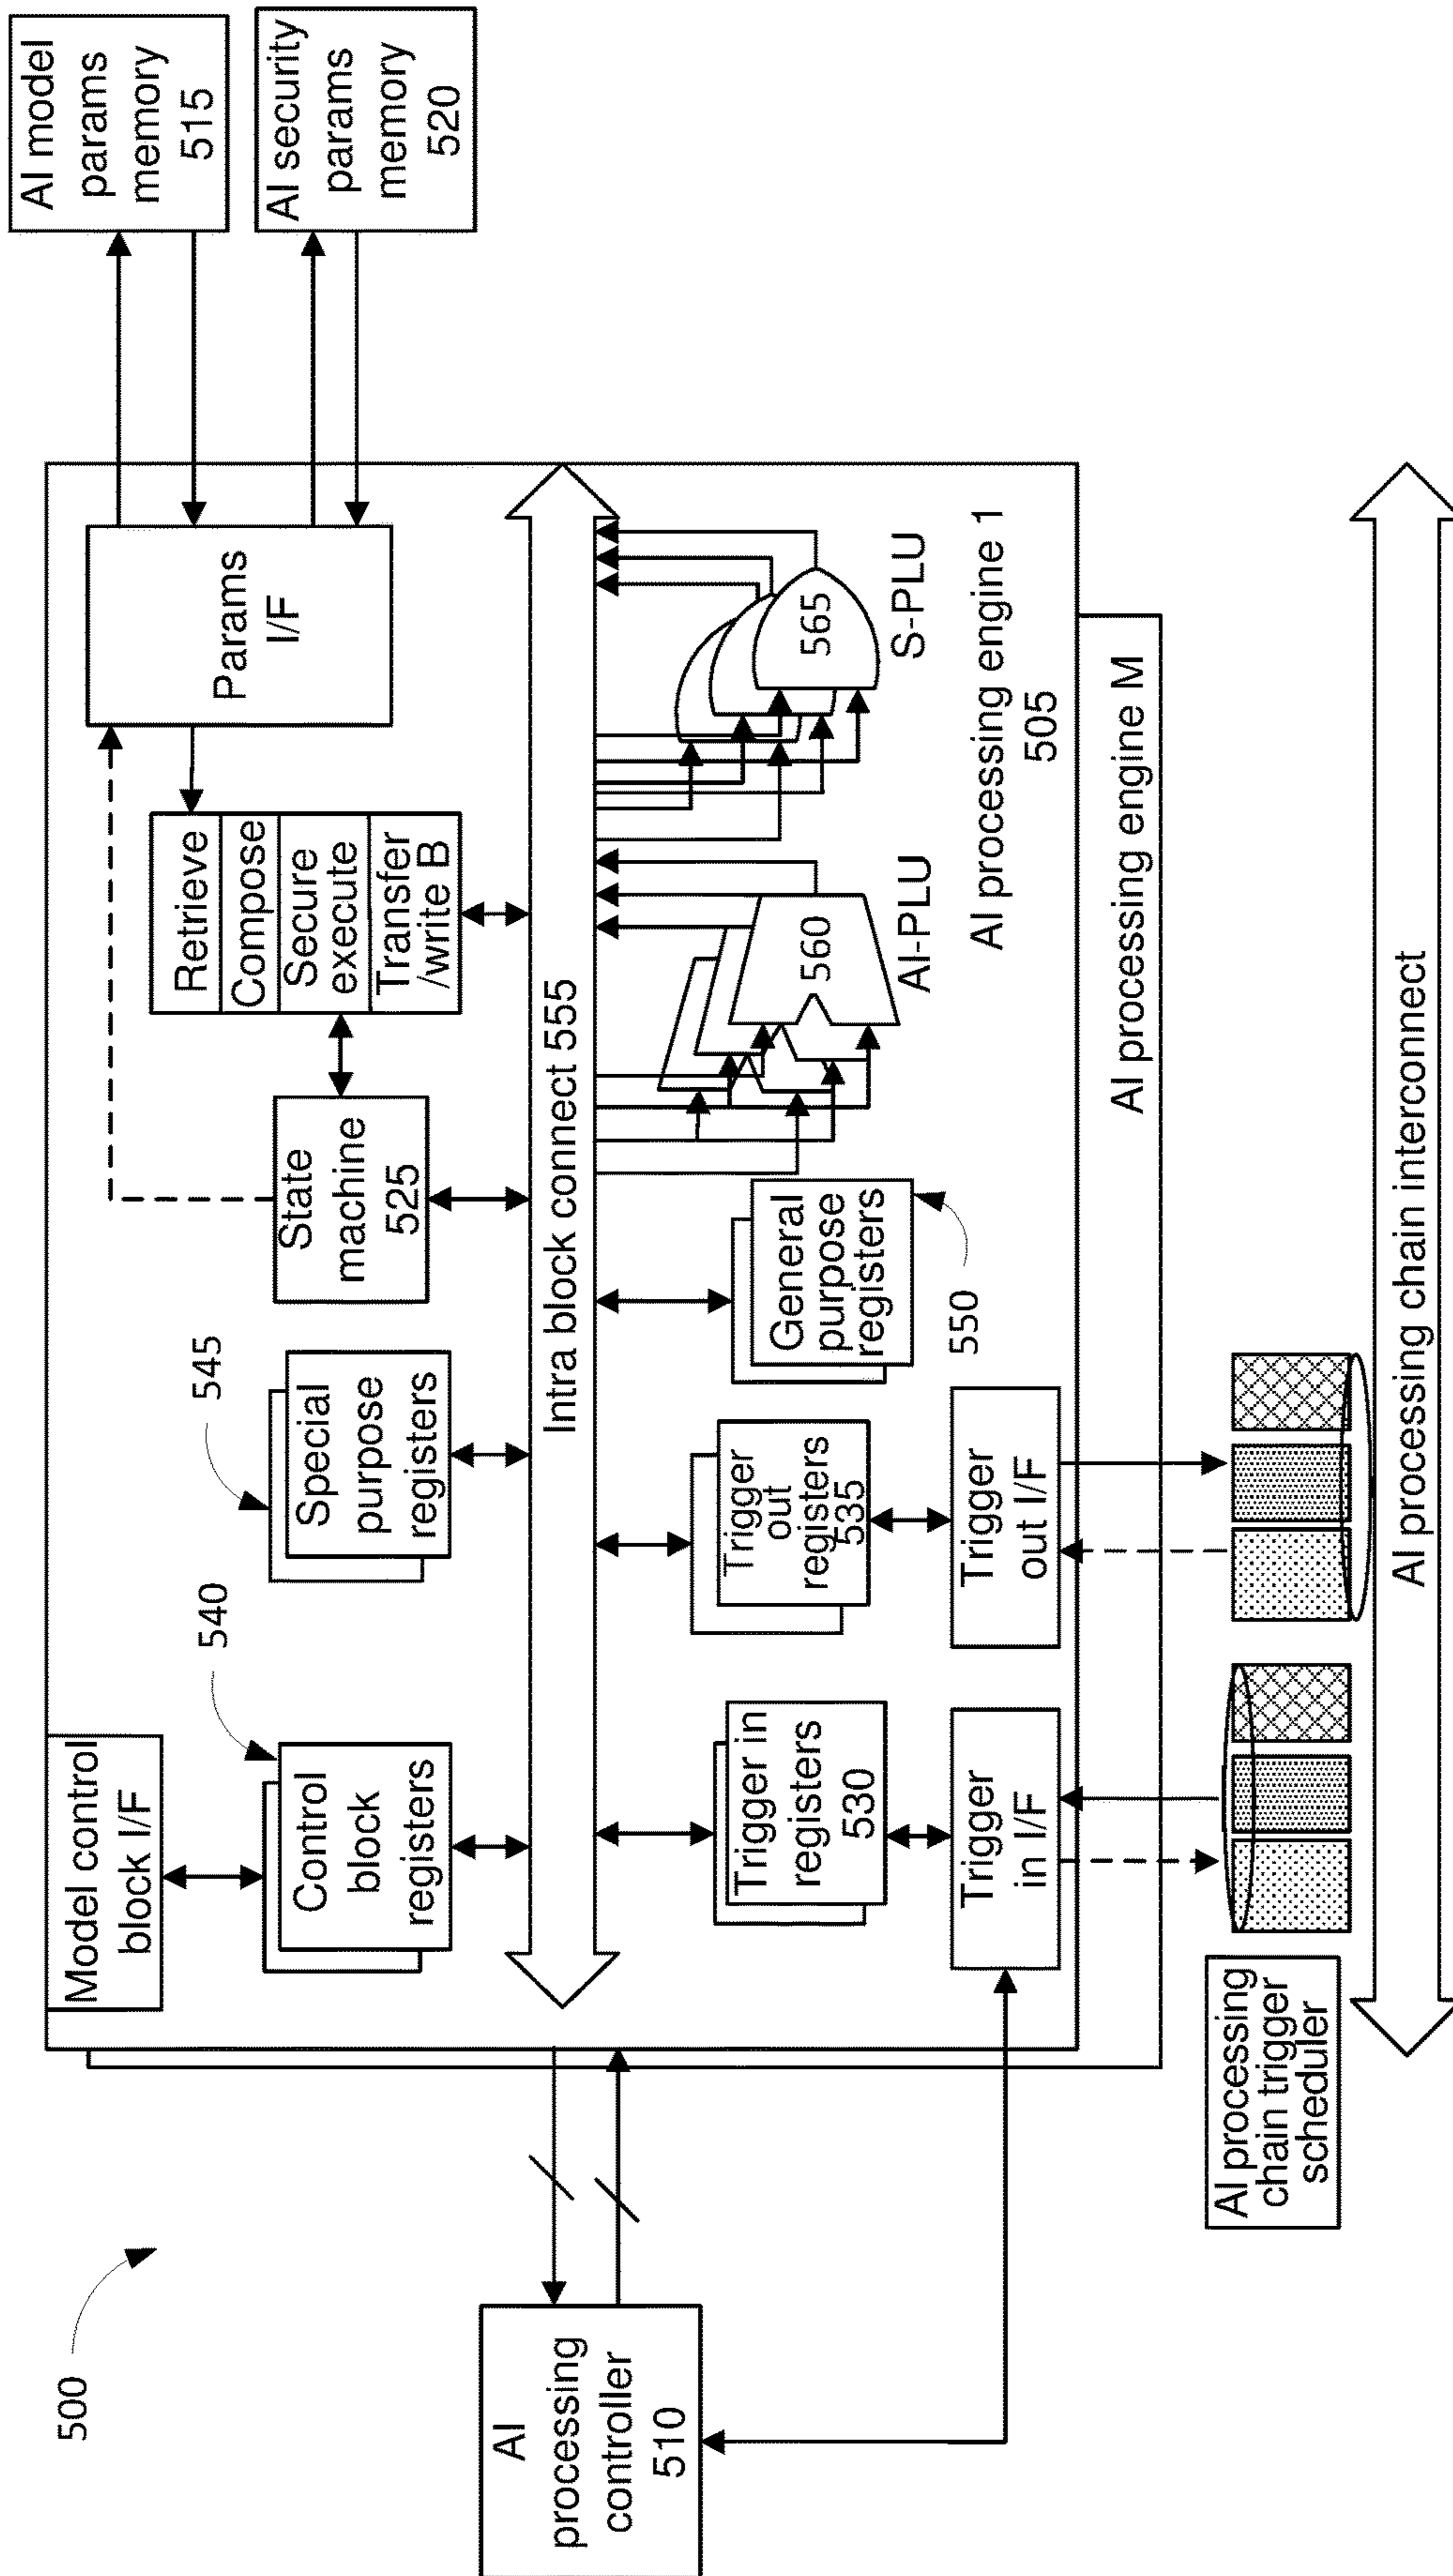 500
AI
processing
controller
510
Model control
block I/F
540
Control
block
registers
545
Special
purpose
registers
State
machine
525
Retrieve
Compose
Secure
execute
Transfer
/write B
Params
I/F
AI model
params
memory
515
AI security
params
memory
520
Intra block connect 555
Trigger in
registers
530
Trigger out
registers
535
General
purpose
registers
550
560
AI-PLU
565
S-PLU
Trigger
in I/F
Trigger
out I/F
AI processing engine 1
505
AI processing engine M
AI processing
chain trigger
scheduler
AI processing chain interconnect